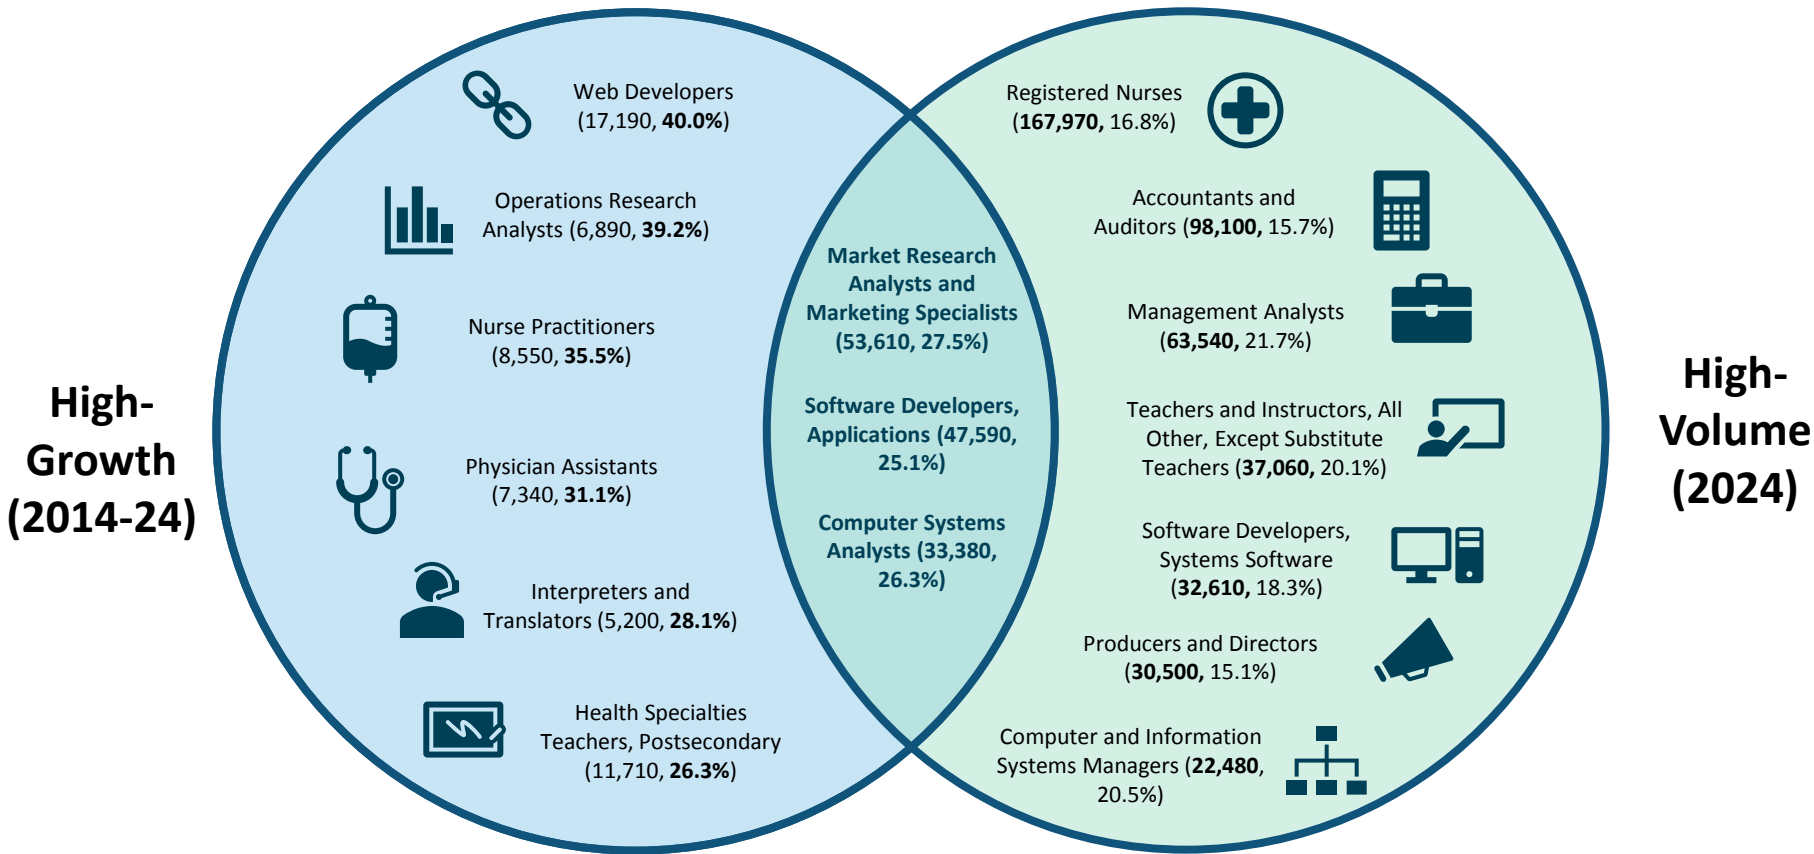 High-
Growth
(2014-24)
Web Developers
(17,190, 40.0%)
Operations Research
Analysts (6,890, 39.2%)
Nurse Practitioners
(8,550, 35.5%)
Physician Assistants
(7,340, 31.1%)
Interpreters and
Translators (5,200, 28.1%)
Health Specialties
Teachers, Postsecondary
(11,710, 26.3%)
Market Research
Analysts and
Marketing Specialists
(53,610, 27.5%)
Software Developers,
Applications (47,590,
25.1%)
Computer Systems
Analysts (33,380,
26.3%)
Registered Nurses
(167,970, 16.8%)
Accountants and
Auditors (98,100, 15.7%)
Management Analysts
(63,540, 21.7%)
Teachers and Instructors, All
Other, Except Substitute
Teachers (37,060, 20.1%)
Software Developers,
Systems Software
(32,610, 18.3%)
Producers and Directors
(30,500, 15.1%)
Computer and Information
Systems Managers (22,480,
20.5%)
High-
Volume
(2024)